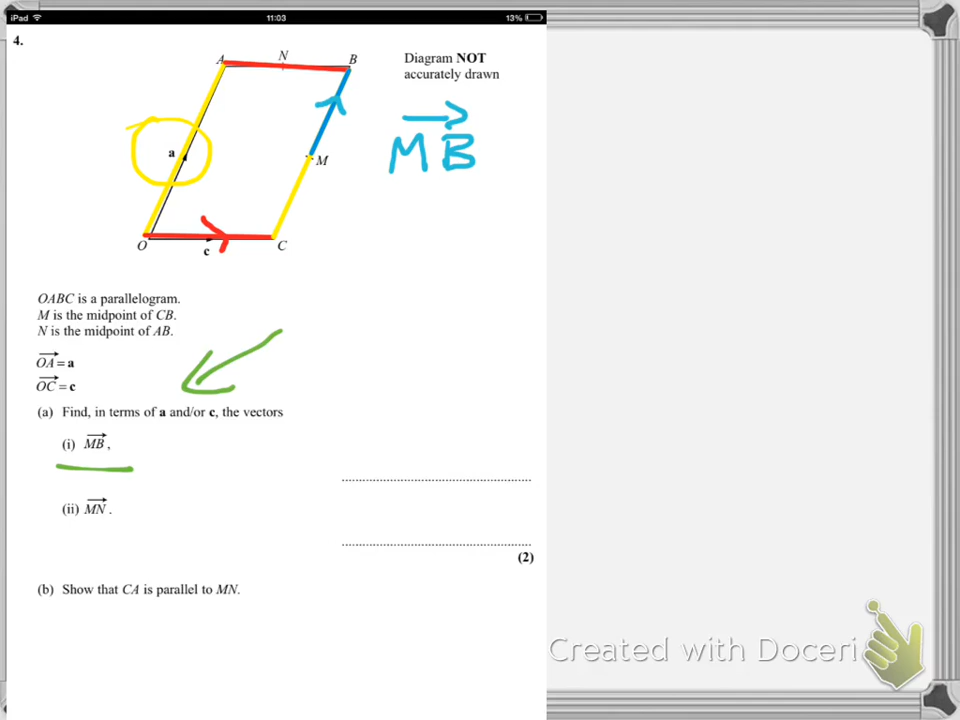 iPad 11:03 13%
4.
A N B
Diagram NOT
accurately drawn
MB
a
M
O C
c
OABC is a parallelogram.
M is the midpoint of CB.
N is the midpoint of AB.
OA = a
OC = c
(a) Find, in terms of a and/or c, the vectors
(i) MB,
...............................................................
(ii) MN.
...............................................................
(2)
(b) Show that CA is parallel to MN.
Created with Doceri